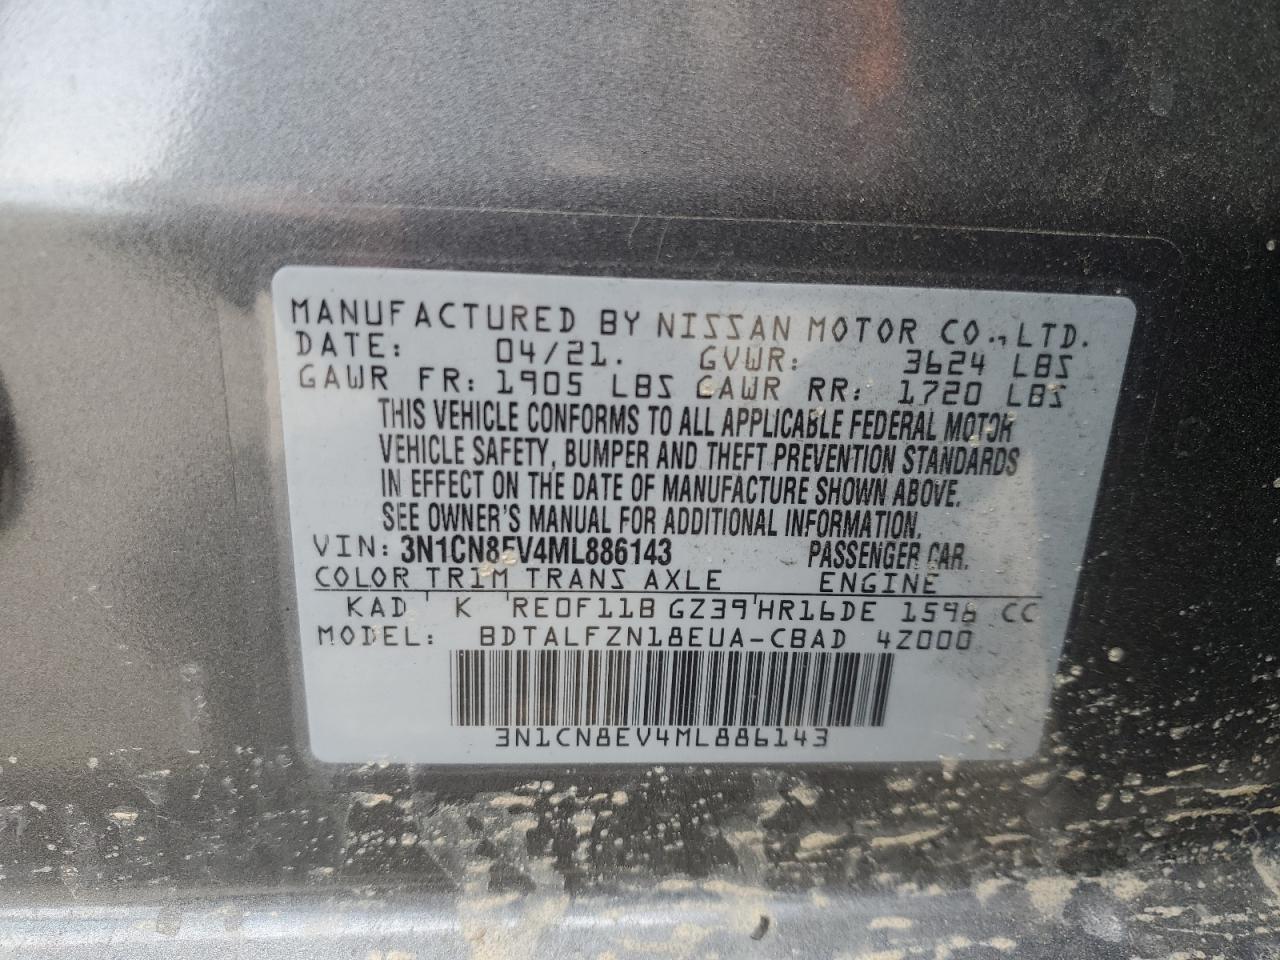 MANUFACTURED BY NISSAN MOTOR CO., LTD.
DATE: 04/21. GVWR: 3624 LBS
GAWR FR: 1905 LBS GAWR RR: 1720 LBS
THIS VEHICLE CONFORMS TO ALL APPLICABLE FEDERAL MOTOR
VEHICLE SAFETY, BUMPER AND THEFT PREVENTION STANDARDS
IN EFFECT ON THE DATE OF MANUFACTURE SHOWN ABOVE.
SEE OWNER'S MANUAL FOR ADDITIONAL INFORMATION.
VIN: 3N1CN8EV4ML886143 PASSENGER CAR.
COLOR TRIM TRANS AXLE ENGINE
KAD K RE0F11B GZ39 HR16DE 1596 CC
MODEL: BDTALFZN18EUA-CBAD 4Z000
3N1CN8EV4ML886143